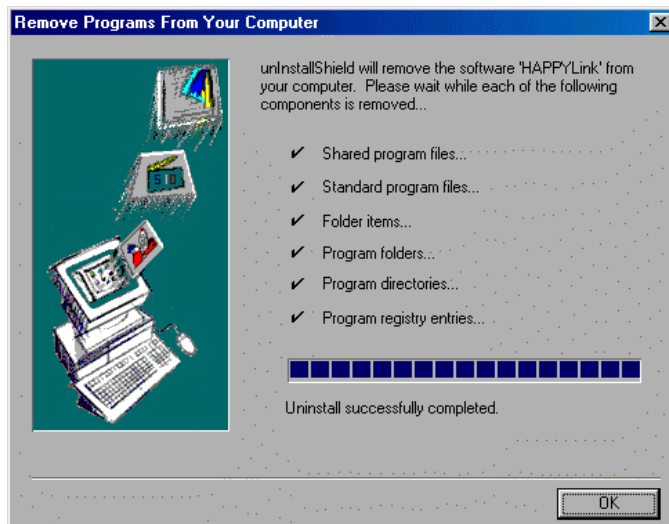 Remove Programs From Your Computer
unInstallShield will remove the software 'HAPPYLink' from
your computer. Please wait while each of the following
components is removed...
✔ Shared program files...
✔ Standard program files...
✔ Folder items...
✔ Program folders...
✔ Program directories...
✔ Program registry entries...
Uninstall successfully completed.
OK